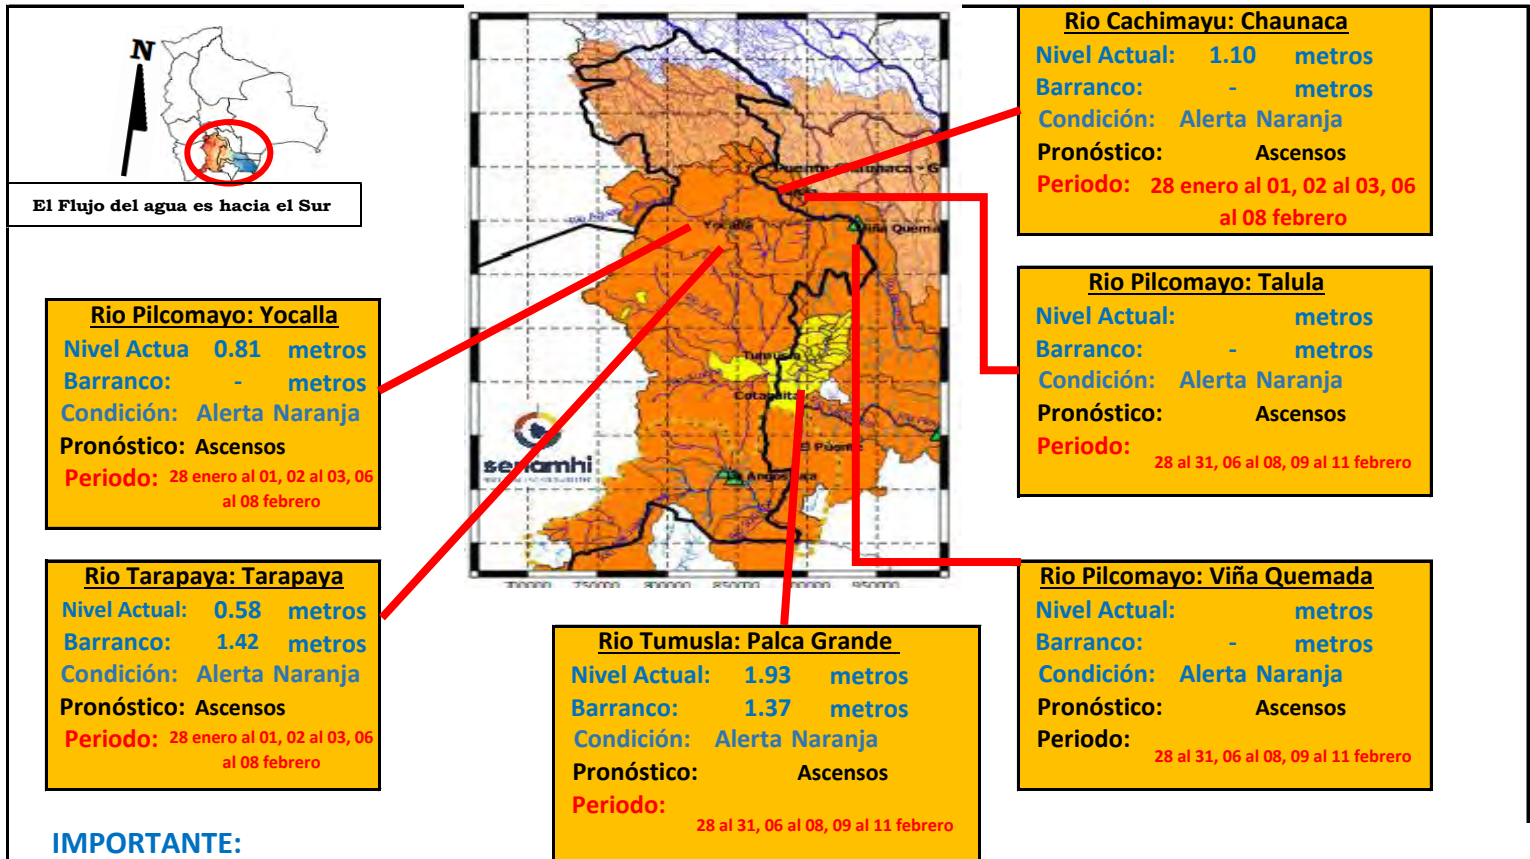 N
El Flujo del agua es hacia el Sur
Rio Pilcomayo: Yocalla
Nivel Actua 0.81 metros
Barranco: - metros
Condición: Alerta Naranja
Pronóstico: Ascensos
Periodo: 28 enero al 01, 02 al 03, 06
al 08 febrero
Rio Tarapaya: Tarapaya
Nivel Actual: 0.58 metros
Barranco: 1.42 metros
Condición: Alerta Naranja
Pronóstico: Ascensos
Periodo: 28 enero al 01, 02 al 03, 06
al 08 febrero
IMPORTANTE:
Yocalla
Viña Quema
Tumusla
Cotagaita
El Puente
Angostura
senamhi
750000
800000
850000
950000
Rio Tumusla: Palca Grande
Nivel Actual: 1.93 metros
Barranco: 1.37 metros
Condición: Alerta Naranja
Pronóstico: Ascensos
Periodo:
28 al 31, 06 al 08, 09 al 11 febrero
Rio Cachimayu: Chaunaca
Nivel Actual: 1.10 metros
Barranco: - metros
Condición: Alerta Naranja
Pronóstico: Ascensos
Periodo: 28 enero al 01, 02 al 03, 06
al 08 febrero
Rio Pilcomayo: Talula
Nivel Actual: metros
Barranco: - metros
Condición: Alerta Naranja
Pronóstico: Ascensos
Periodo:
28 al 31, 06 al 08, 09 al 11 febrero
Rio Pilcomayo: Viña Quemada
Nivel Actual: metros
Barranco: - metros
Condición: Alerta Naranja
Pronóstico: Ascensos
Periodo:
28 al 31, 06 al 08, 09 al 11 febrero